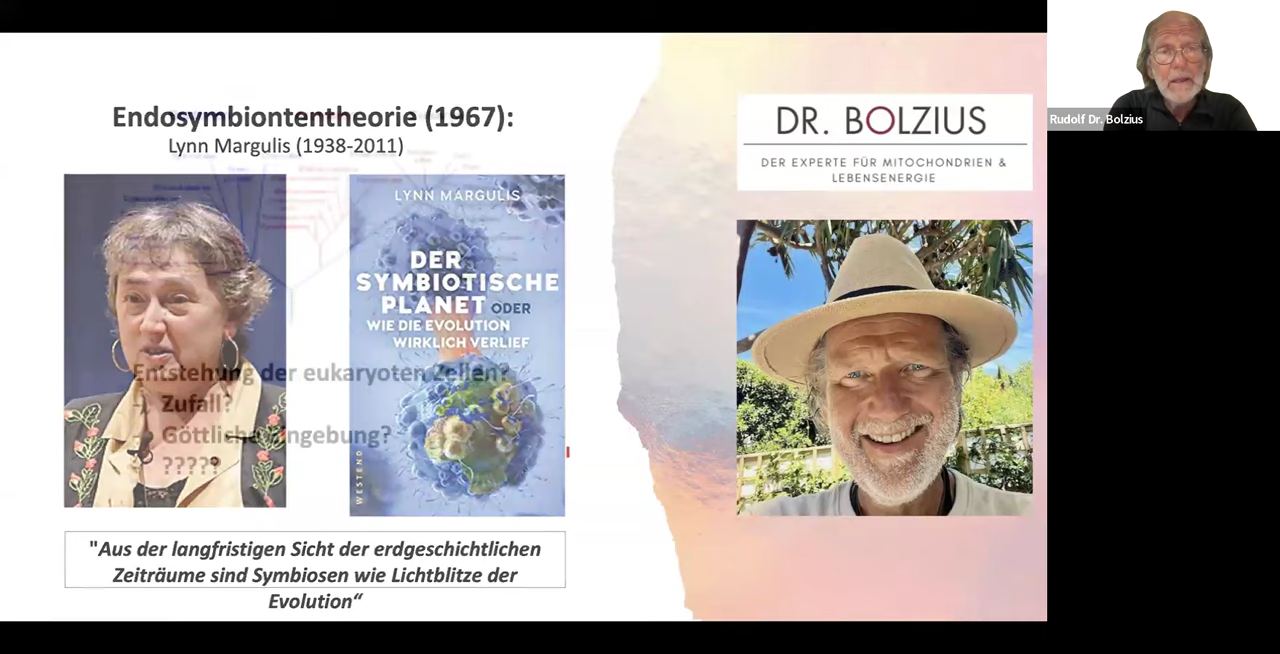 Endosymbiontentheorie (1967):
Lynn Margulis (1938-2011)
LYNN MARGULIS
DER
SYMBIOTISCHE
PLANET ODER
WIE DIE EVOLUTION
WIRKLICH VERLIEF
WESTEND
Entstehung der eukaryoten Zellen?
Zufall?
?????
"Aus der langfristigen Sicht der erdgeschichtlichen
Zeiträume sind Symbiosen wie Lichtblitze der
Evolution“
DR. BOLZIUS
DER EXPERTE FÜR MITOCHONDRIEN &
LEBENSENERGIE
Rudolf Dr. Bolzius